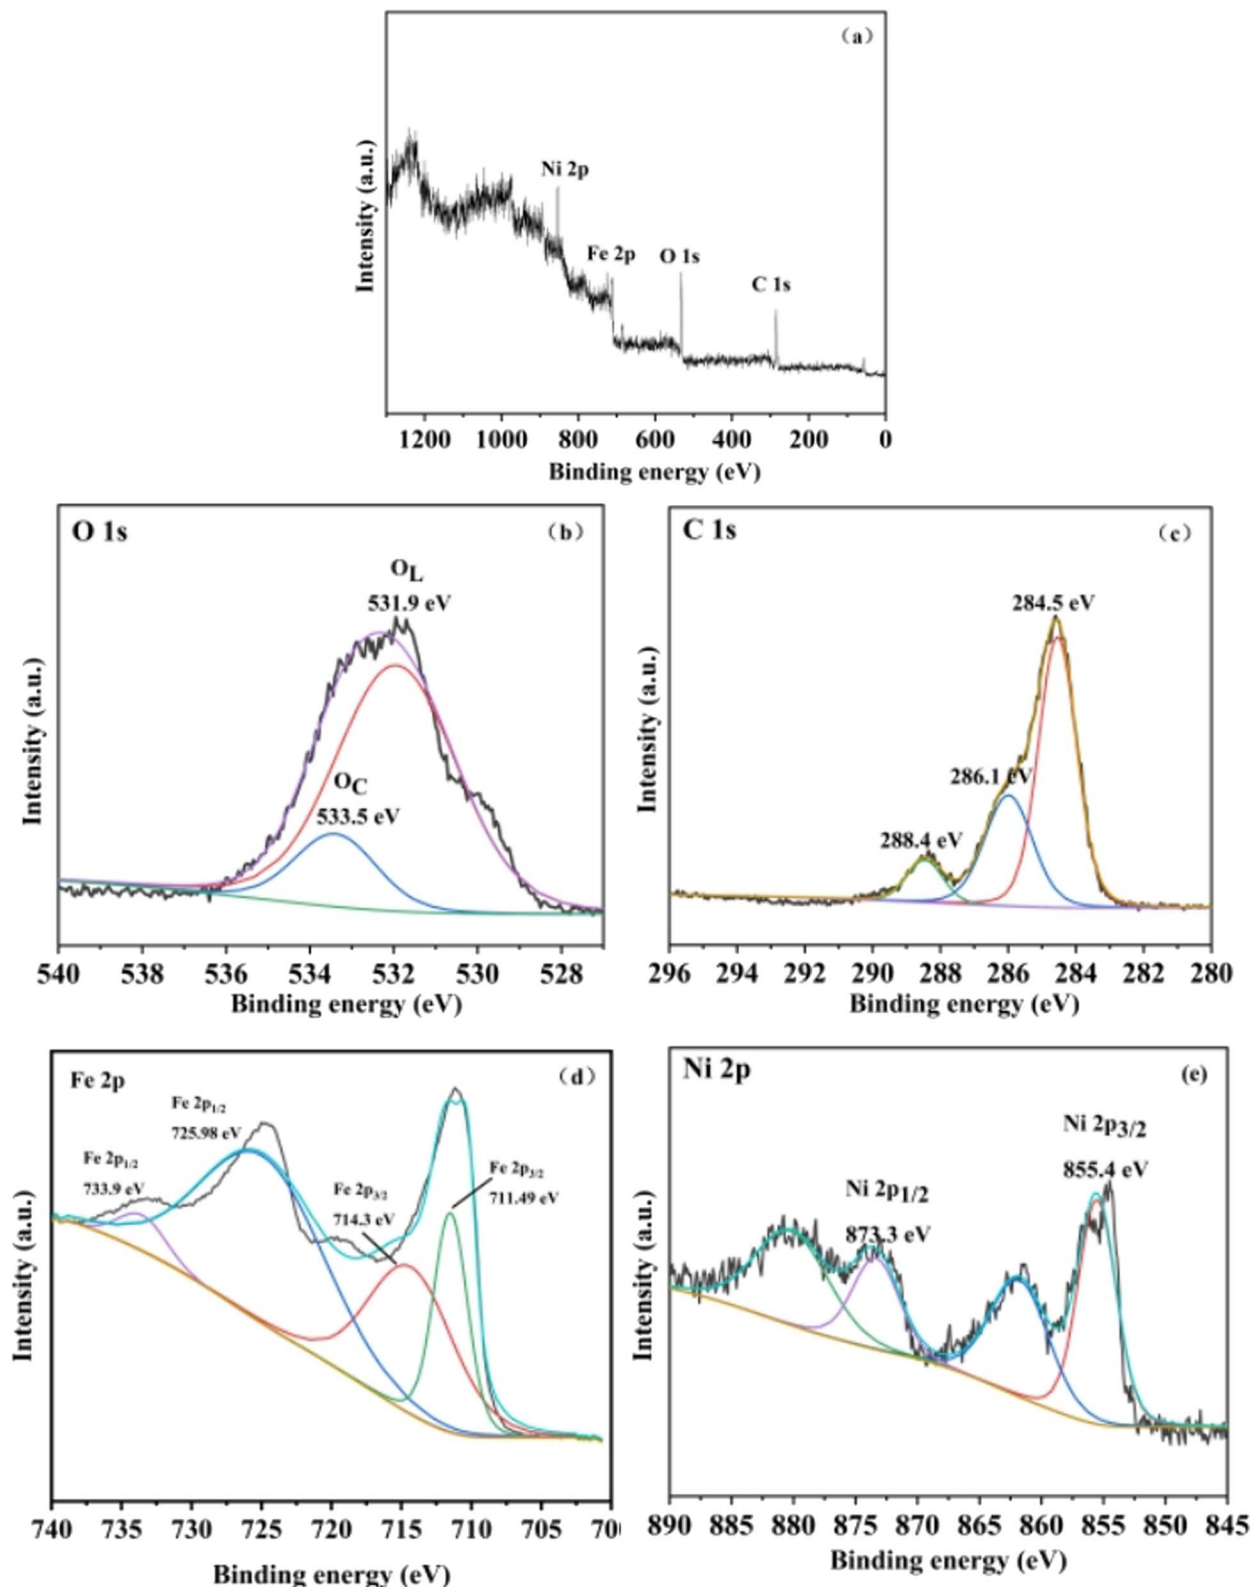 (a)
Ni 2p
Fe 2p O 1s
C 1s
Intensity (a.u.)
1200 1000 800 600 400 200 0
Binding energy (eV)
O 1s (b)
OL
531.9 eV
OC
533.5 eV
Intensity (a.u.)
540 538 536 534 532 530 528
Binding energy (eV)
C 1s (c)
284.5 eV
286.1 eV
288.4 eV
Intensity (a.u.)
296 294 292 290 288 286 284 282 280
Binding energy (eV)
Fe 2p (d)
Fe 2p1/2
725.98 eV
Fe 2p1/2
733.9 eV
Fe 2p3/2
714.3 eV
Fe 2p3/2
711.49 eV
Intensity (a.u.)
740 735 730 725 720 715 710 705
Binding energy (eV)
Ni 2p (e)
Ni 2p3/2
855.4 eV
Ni 2p1/2
873.3 eV
Intensity (a.u.)
890 885 880 875 870 865 860 855 850 845
Binding energy (eV)